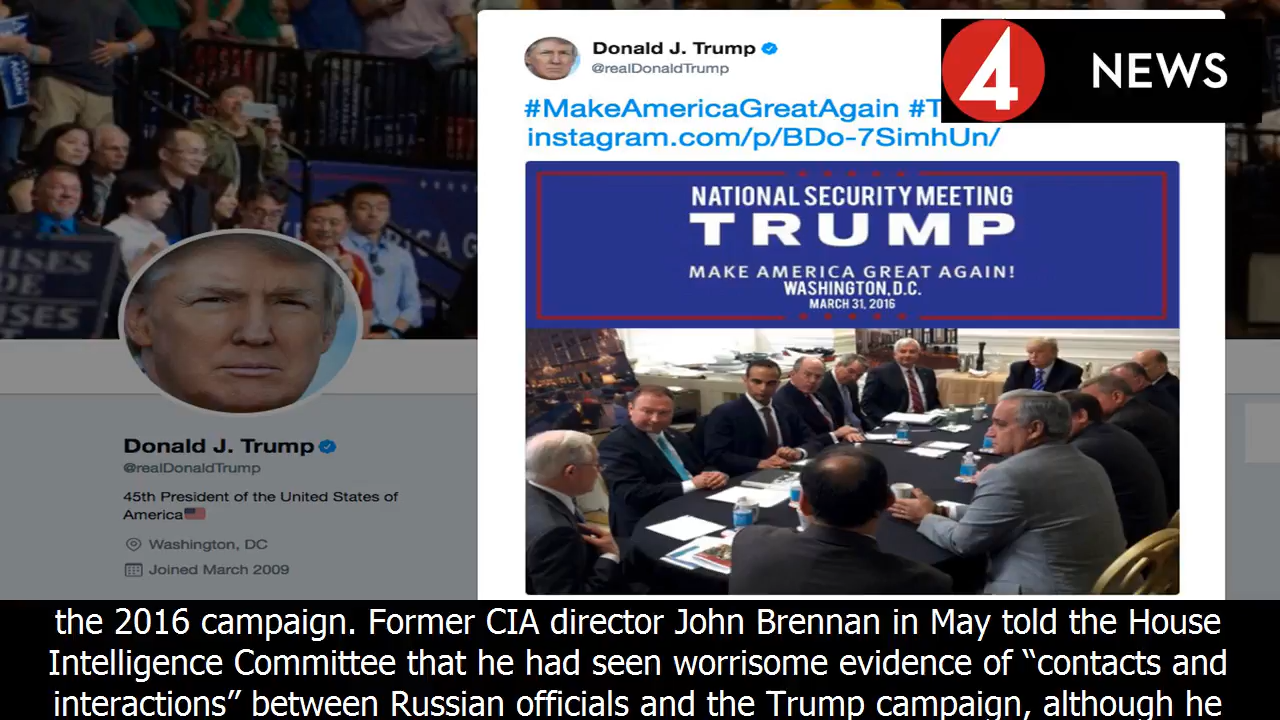 Donald J. Trump
@realDonaldTrump
4 NEWS
#MakeAmericaGreatAgain #T
instagram.com/p/BDo-7SimhUn/
NATIONAL SECURITY MEETING
TRUMP
MAKE AMERICA GREAT AGAIN!
WASHINGTON, D.C.
MARCH 31, 2016
Donald J. Trump
@realDonaldTrump
45th President of the United States of
America
Washington, DC
Joined March 2009
the 2016 campaign. Former CIA director John Brennan in May told the House
Intelligence Committee that he had seen worrisome evidence of “contacts and
interactions” between Russian officials and the Trump campaign, although he